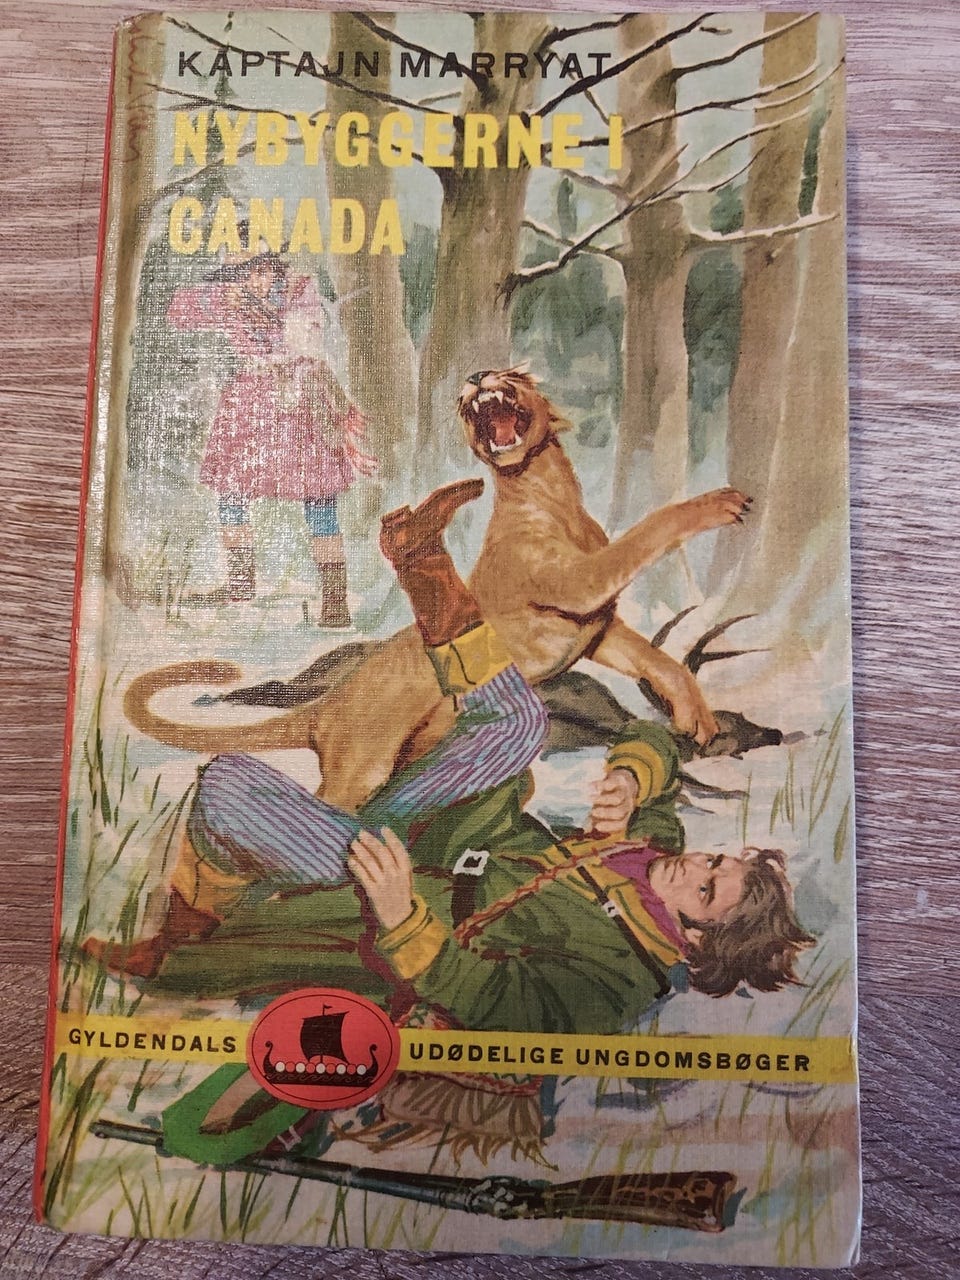 KAPTAJN MARRYAT
NYBYGGERNE I
CANADA
GYLDENDALS UDØDELIGE UNGDOMSBØGER